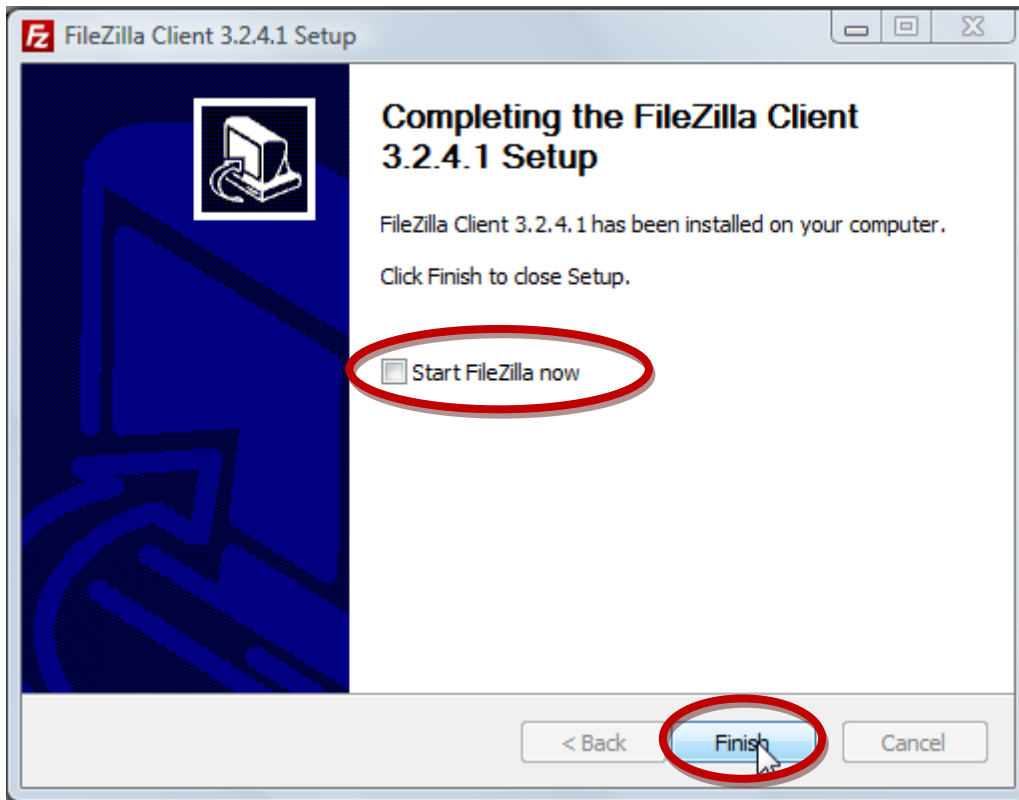 FileZilla Client 3.2.4.1 Setup
Completing the FileZilla Client
3.2.4.1 Setup
FileZilla Client 3.2.4.1 has been installed on your computer.
Click Finish to close Setup.
Start FileZilla now
< Back Finish Cancel